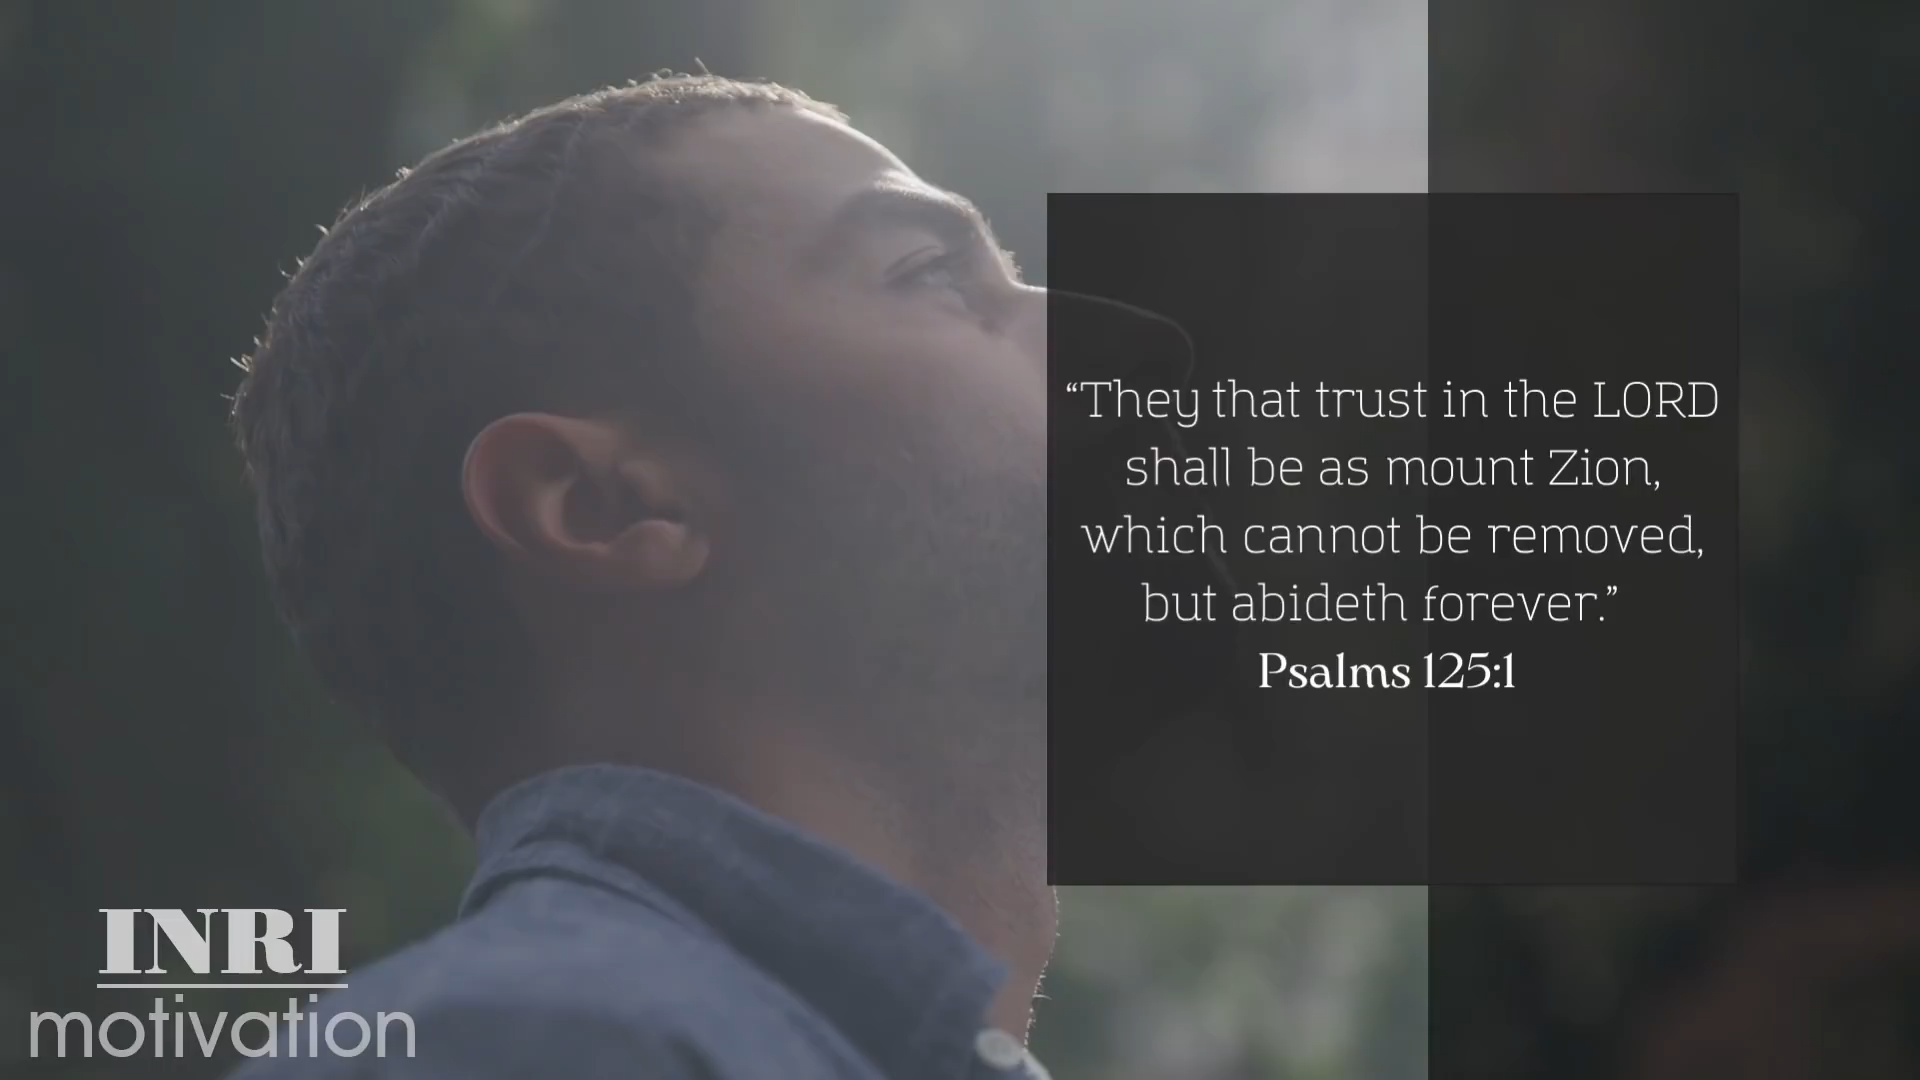 “They that trust in the LORD
shall be as mount Zion,
which cannot be removed,
but abideth forever.”
Psalms 125:1
INRI
motivation